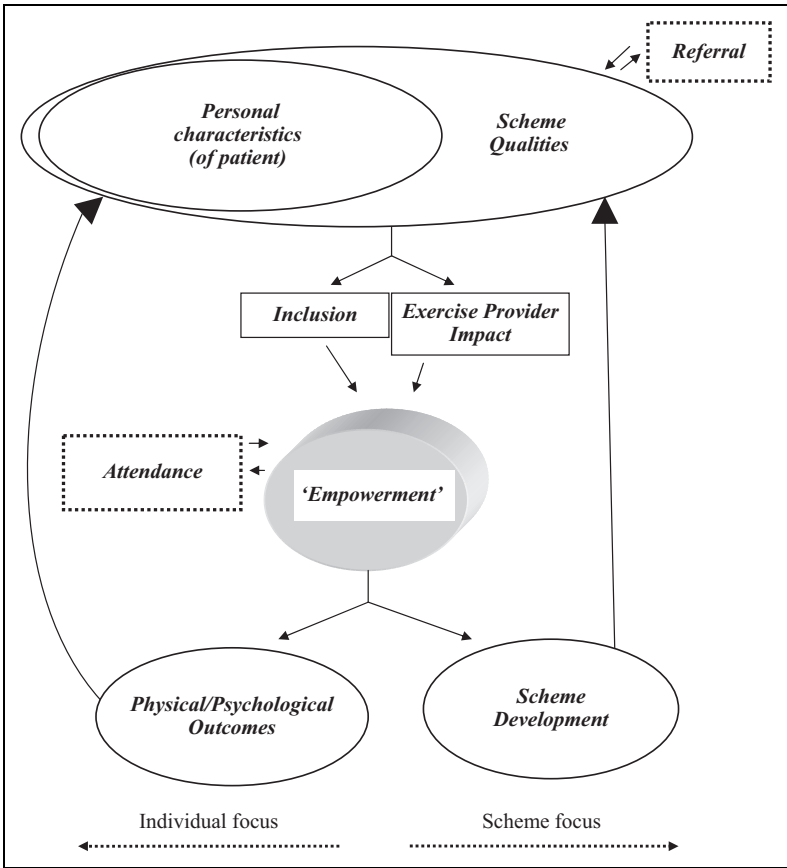 Referral
Personal
characteristics
(of patient)
Scheme
Qualities
Inclusion
Exercise Provider
Impact
Attendance
‘Empowerment’
Physical/Psychological
Outcomes
Scheme
Development
Individual focus
Scheme focus